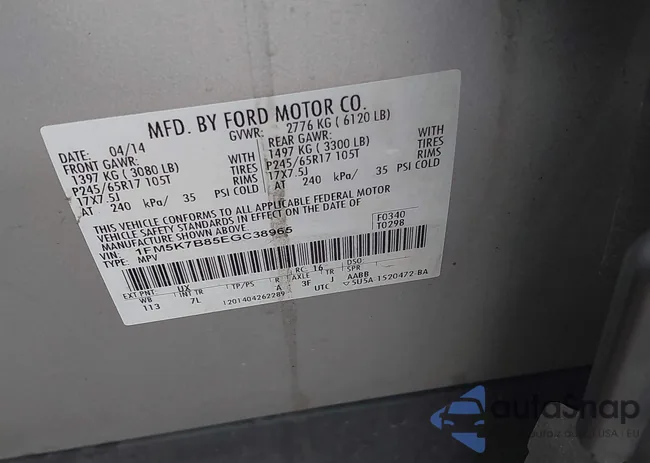 MFD. BY FORD MOTOR CO.
DATE: 04/14 GVWR: 2776 KG ( 6120 LB)
FRONT GAWR: REAR GAWR:
1397 KG ( 3080 LB) WITH 1497 KG ( 3300 LB) WITH
P245/65R17 105T TIRES P245/65R17 105T TIRES
17X7.5J RIMS 17X7.5J RIMS
AT 240 kPa/ 35 PSI COLD AT 240 kPa/ 35 PSI COLD
THIS VEHICLE CONFORMS TO ALL APPLICABLE FEDERAL MOTOR
VEHICLE SAFETY STANDARDS IN EFFECT ON THE DATE OF
MANUFACTURE SHOWN ABOVE.
VIN: 1FM5K7B85EGC38965 F0340
TYPE: MPV T0298
EXT PNT: UX RC: 16 DSO:
WB INT TR TP/PS R AXLE TR SPR
113 7L A 3F J AABB
1201404262289 UTC 5U5A-1520472-BA
autoSnap
USA - EU